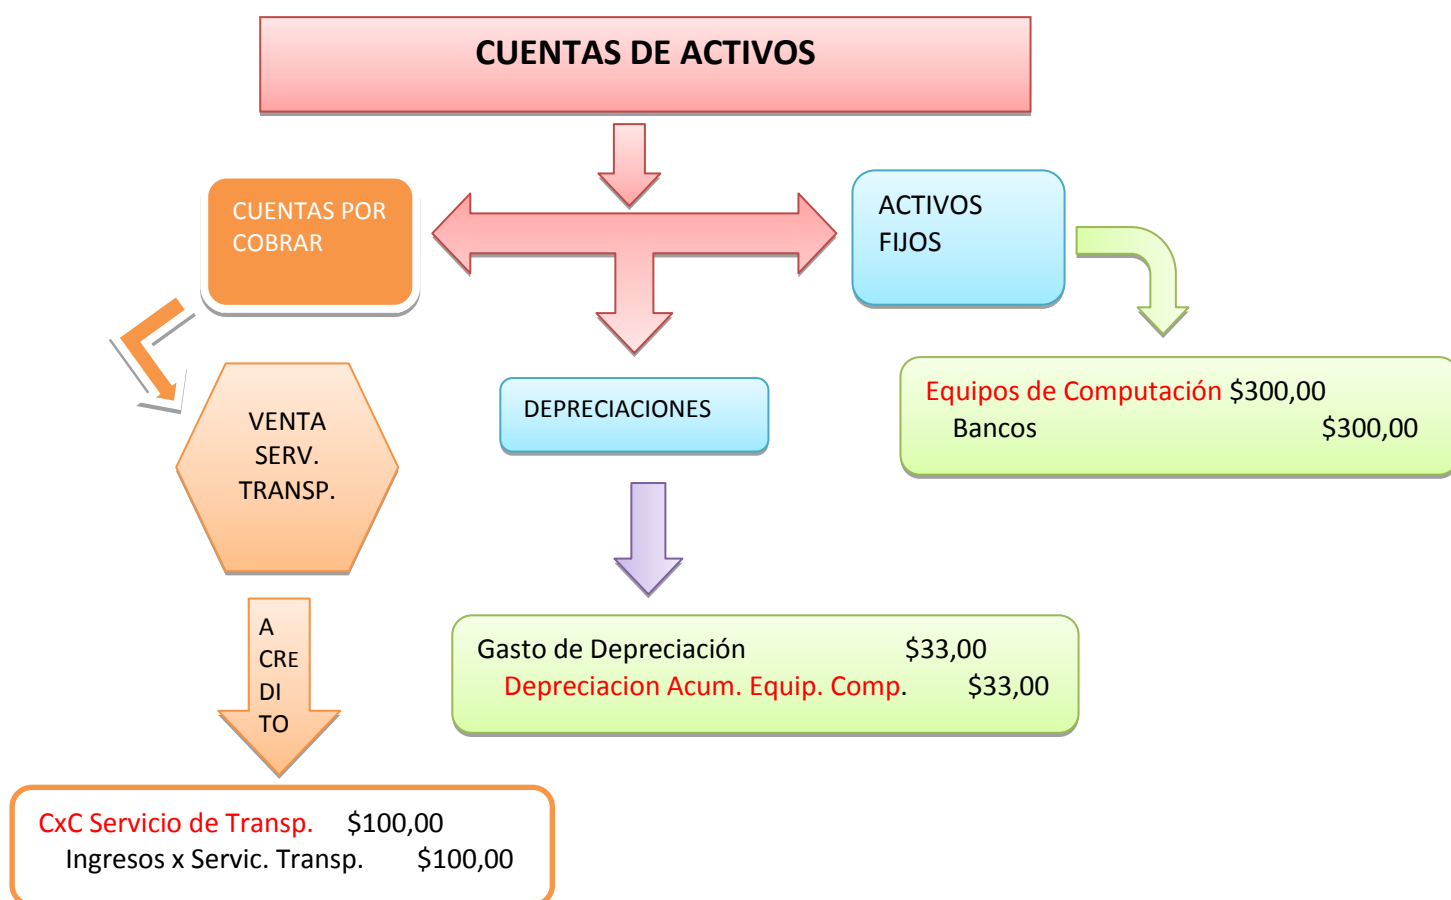 CUENTAS DE ACTIVOS
CUENTAS POR
COBRAR
ACTIVOS
FIJOS
VENTA
SERV.
TRANSP.
DEPRECIACIONES
Equipos de Computación $300,00
Bancos $300,00
A
CRE
DI
TO
Gasto de Depreciación $33,00
Depreciacion Acum. Equip. Comp. $33,00
CxC Servicio de Transp. $100,00
Ingresos x Servic. Transp. $100,00